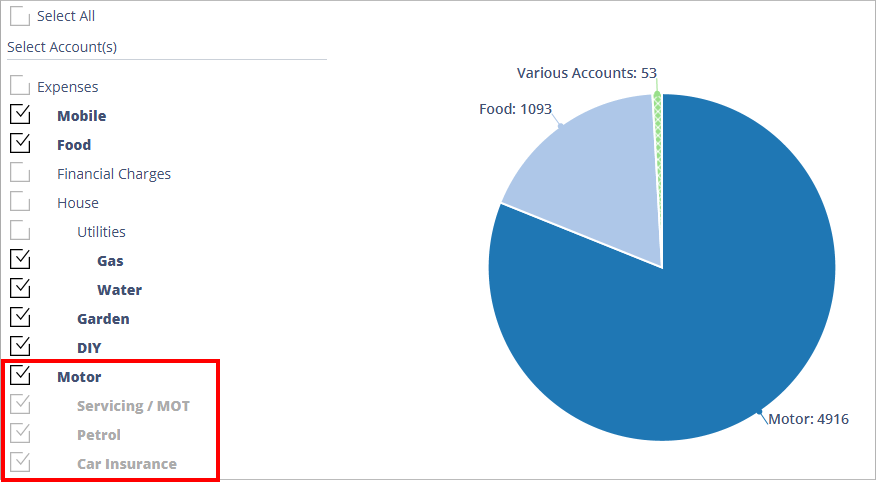 Select All
Select Account(s)
Expenses
Mobile
Food
Financial Charges
House
Utilities
Gas
Water
Garden
DIY
Motor
Servicing / MOT
Petrol
Car Insurance
Various Accounts: 53
Food: 1093
Motor: 4916